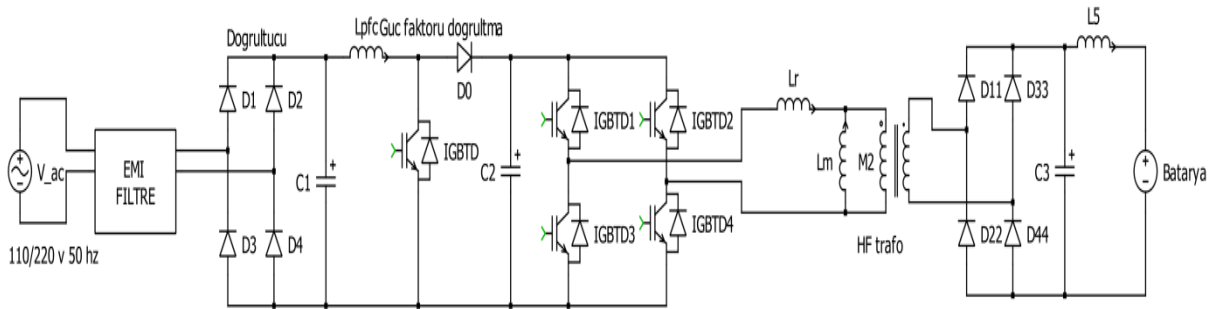 Lpfc Guc faktoru dogrultma
L5
Dogrultucu
D0
Lr
D1
D2
IGBTD1
IGBTD2
D11
D33
V_ac
EMI
FILTRE
C1
IGBTD
C2
Lm
M2
C3
Batarya
D3
D4
IGBTD3
IGBTD4
HF trafo
D22
D44
110/220 v 50 hz